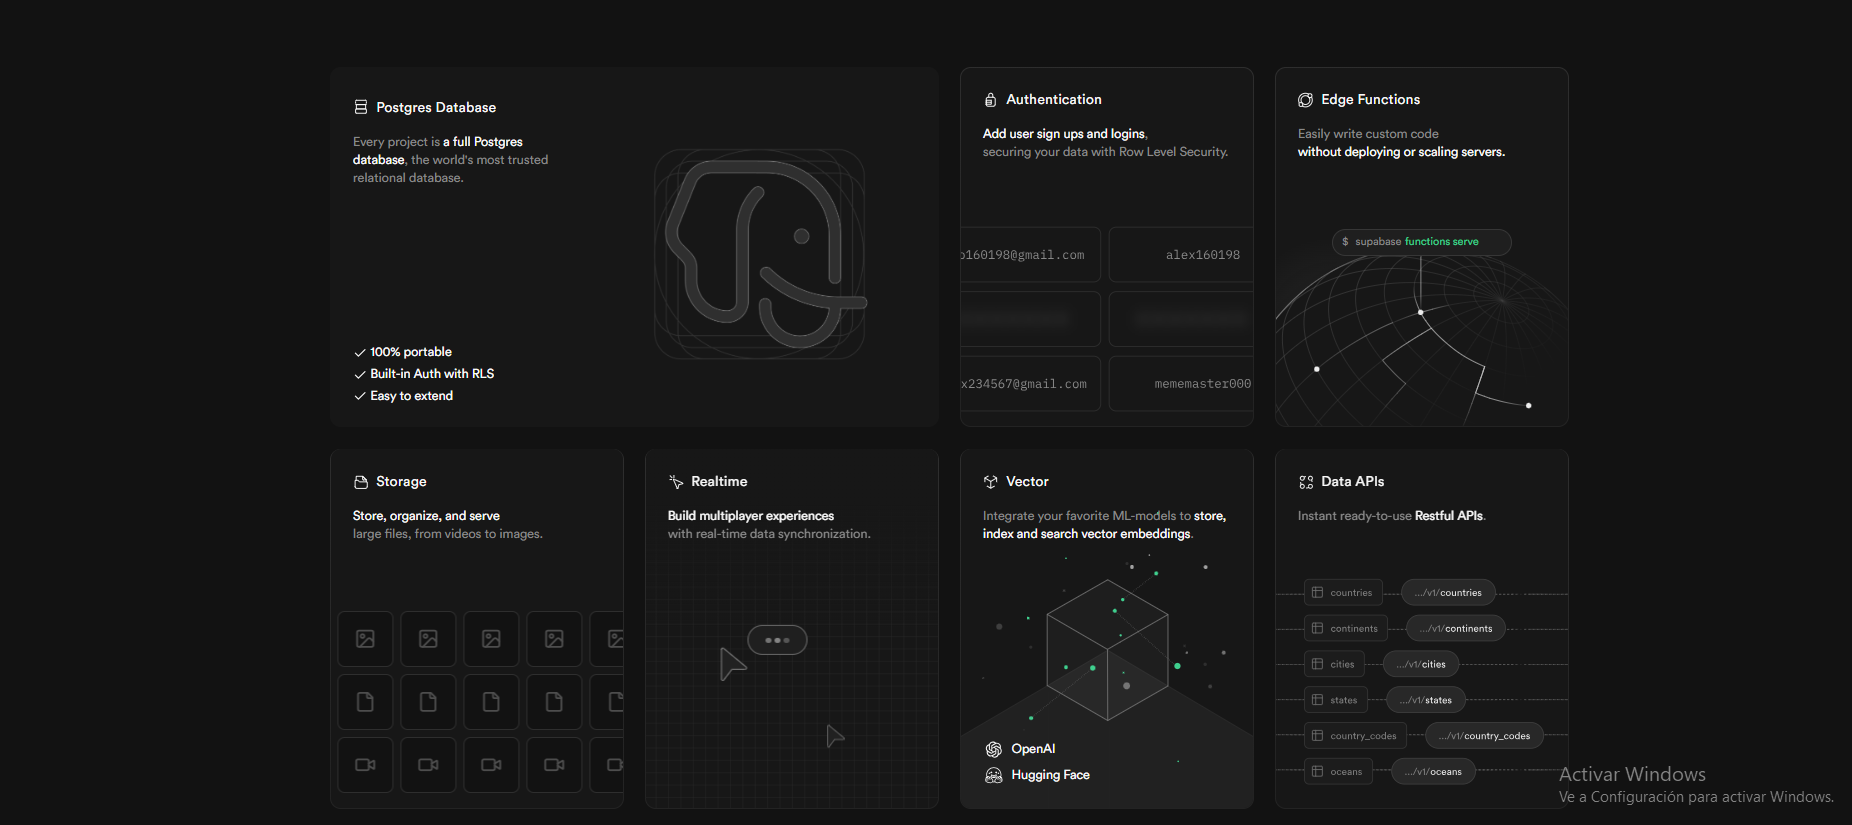 Postgres Database
Every project is a full Postgres
database, the world's most trusted
relational database.
✓ 100% portable
✓ Built-in Auth with RLS
✓ Easy to extend
Authentication
Add user sign ups and logins,
securing your data with Row Level Security.
160198@gmail.com
alex160198
x234567@gmail.com
mememaster000
Edge Functions
Easily write custom code
without deploying or scaling servers.
$ supabase functions serve
Storage
Store, organize, and serve
large files, from videos to images.
Realtime
Build multiplayer experiences
with real-time data synchronization.
Vector
Integrate your favorite ML-models to store,
index and search vector embeddings.
OpenAI
Hugging Face
Data APIs
Instant ready-to-use Restful APIs.
countries .../v1/countries
continents .../v1/continents
cities .../v1/cities
states .../v1/states
country_codes .../v1/country_codes
oceans .../v1/oceans
Activar Windows
Ve a Configuración para activar Windows.